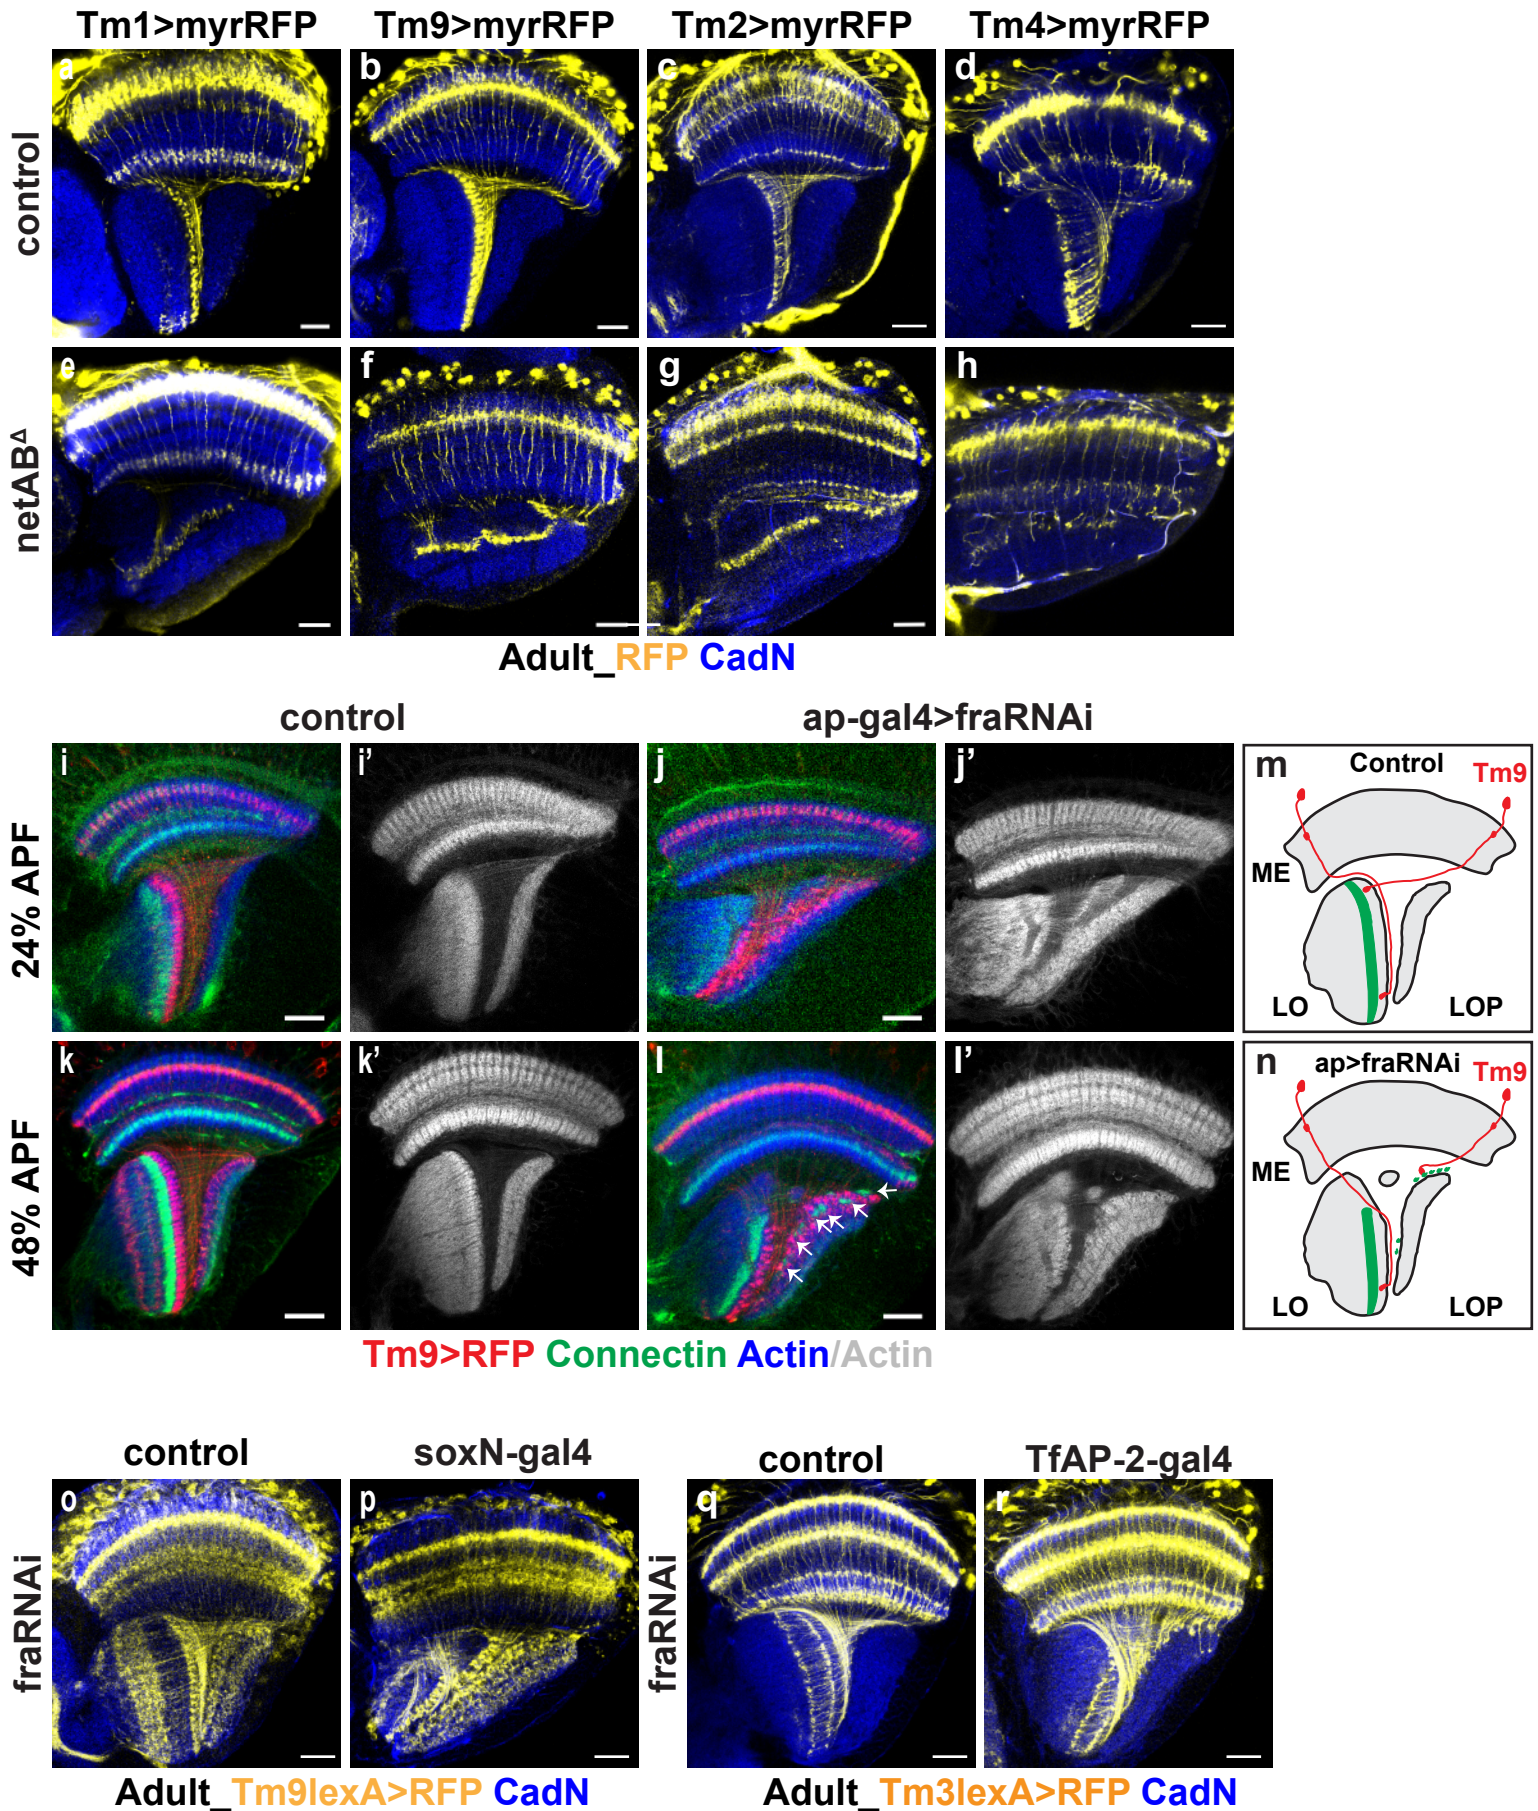 Tm1>myrRFP Tm9>myrRFP Tm2>myrRFP Tm4>myrRFP
control
a b c d
netABΔ
e f g h
Adult_RFP CadN
control ap-gal4>fraRNAi
24% APF
i i’ j j’
m Control Tm9
ME
LO LOP
48% APF
k k’ l l’
n ap>fraRNAi Tm9
ME
LO LOP
Tm9>RFP Connectin Actin/Actin
control soxN-gal4 control TfAP-2-gal4
fraRNAi
o p
fraRNAi
q r
Adult_Tm9lexA>RFP CadN Adult_Tm3lexA>RFP CadN